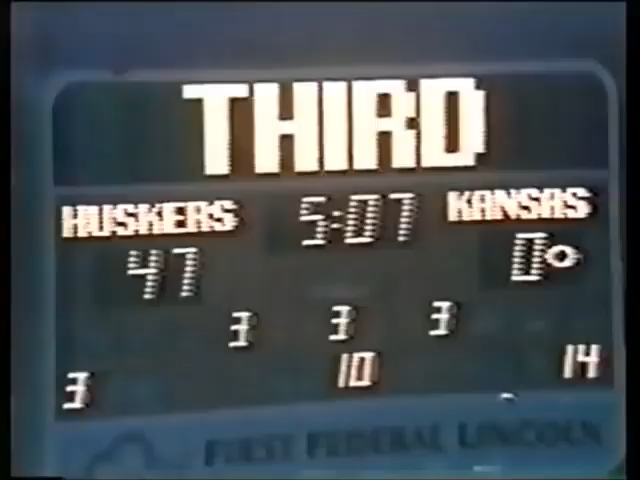 THIRD
HUSKERS 5:07 KANSAS
47 0
3 3 3
3 10 14
FIRST FEDERAL LINCOLN